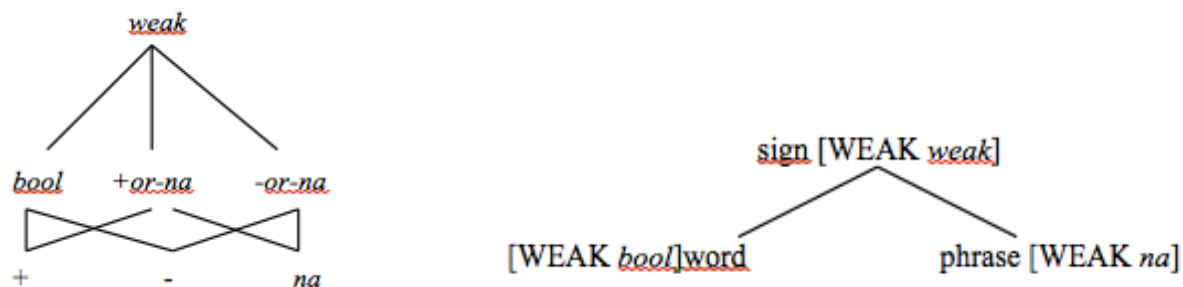 weak
bool +or-na -or-na
+ - na
sign [WEAK weak]
[WEAK bool]word phrase [WEAK na]